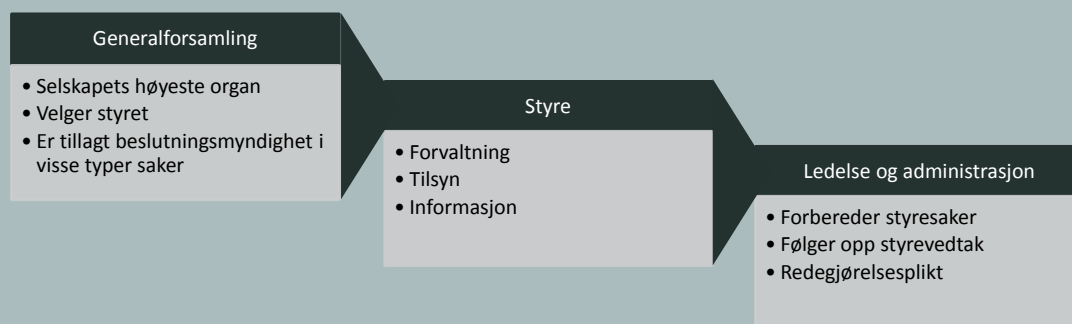 Generalforsamling
• Selskapets høyeste organ
• Velger styret
• Er tillagt beslutningsmyndighet i
visse typer saker
Styre
• Forvaltning
• Tilsyn
• Informasjon
Ledelse og administrasjon
• Forbereder styresaker
• Følger opp styrevedtak
• Redegjørelsesplikt